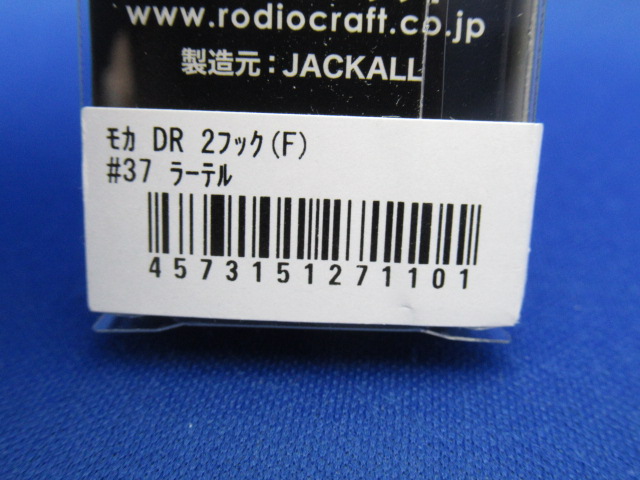 www.rodiocraft.co.jp
製造元：JACKALL
ﾓｶ DR 2ﾌｯｸ(F)
#37 ﾗｰﾃﾙ
4573151271101